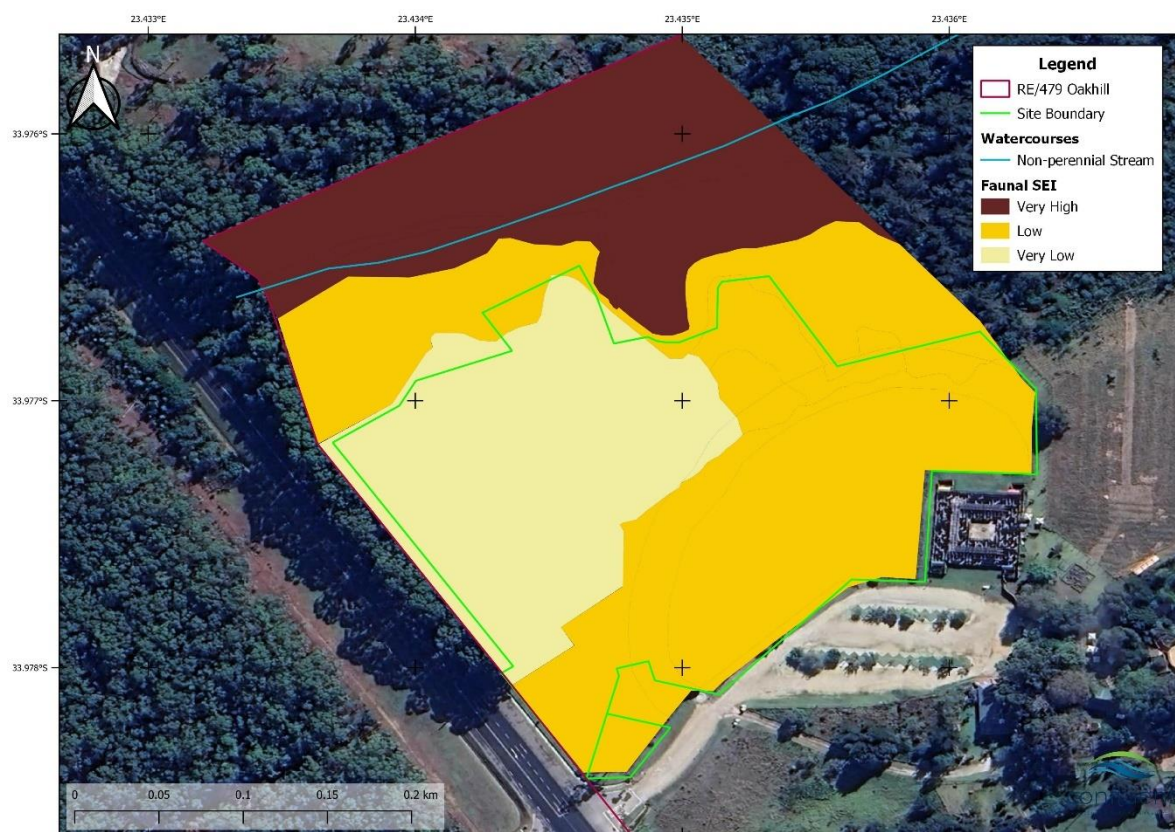 23.433°E
23.434°E
23.435°E
23.436°E
N
33.976°S
33.977°S
33.978°S
Legend
RE/479 Oakhill
Site Boundary
Watercourses
Non-perennial Stream
Faunal SEI
Very High
Low
Very Low
0 0.05 0.1 0.15 0.2 km